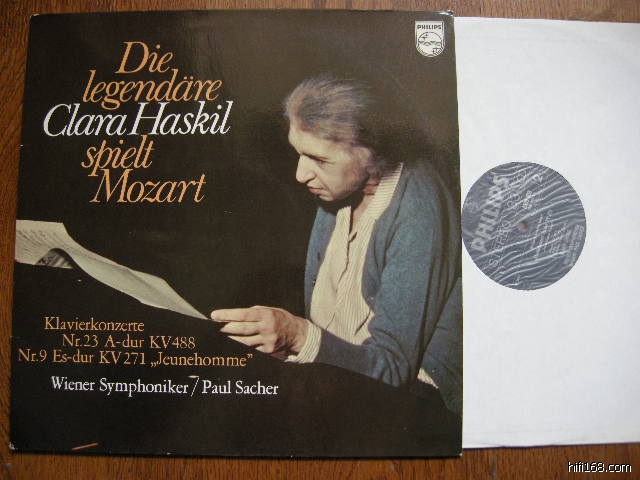 PHILIPS
Die
legendäre
Clara Haskil
spielt
Mozart
Klavierkonzerte
Nr.23 A-dur KV488
Nr.9 Es-dur KV271 „Jeunehomme”
Wiener Symphoniker/Paul Sacher
PHILIPS
2
hifi168.com